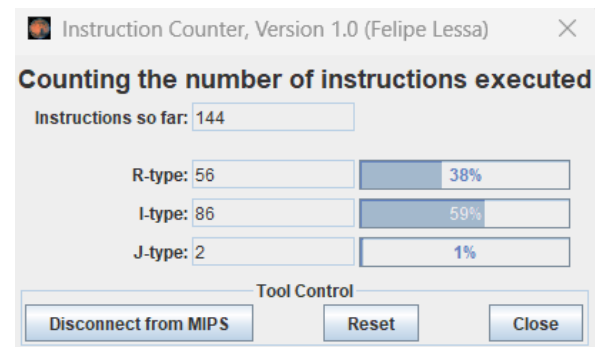 Instruction Counter, Version 1.0 (Felipe Lessa)
Counting the number of instructions executed
Instructions so far: 144
R-type: 56 38%
I-type: 86 59%
J-type: 2 1%
Tool Control
Disconnect from MIPS Reset Close